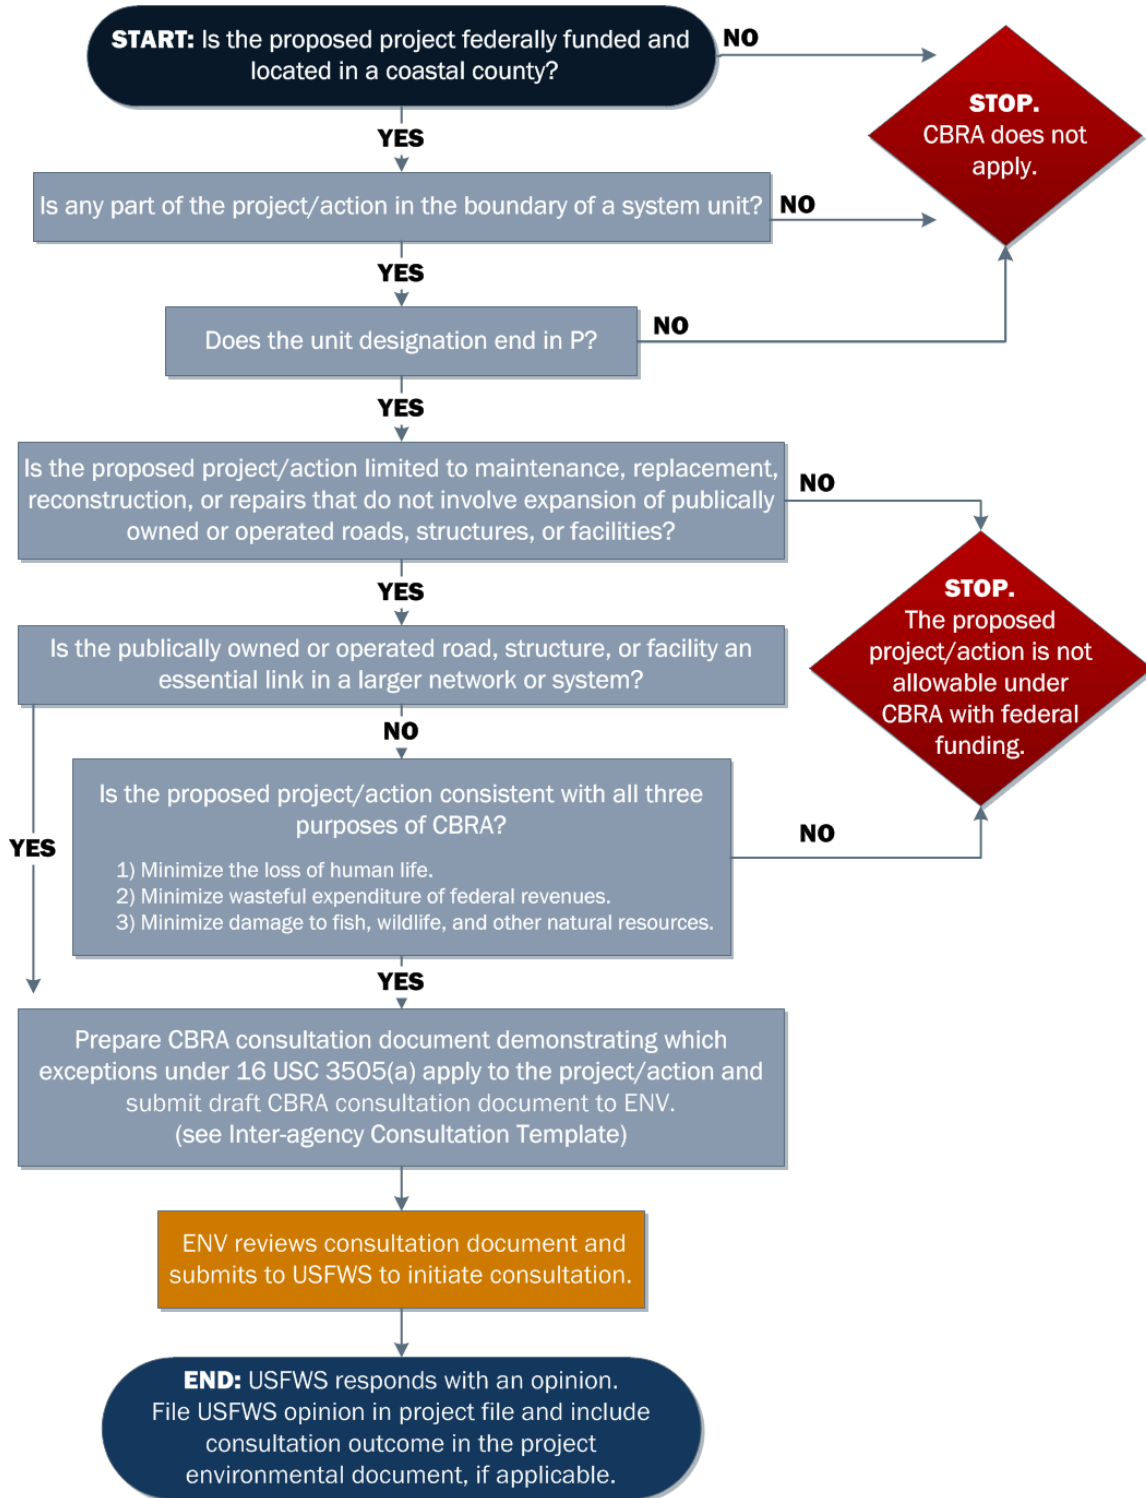 START: Is the proposed project federally funded and
located in a coastal county?
NO
STOP.
CBRA does not
apply.
YES
Is any part of the project/action in the boundary of a system unit?
NO
YES
Does the unit designation end in P?
NO
YES
Is the proposed project/action limited to maintenance, replacement,
reconstruction, or repairs that do not involve expansion of publically
owned or operated roads, structures, or facilities?
NO
YES
STOP.
The proposed
project/action is not
allowable under
CBRA with federal
funding.
Is the publically owned or operated road, structure, or facility an
essential link in a larger network or system?
NO
YES
Is the proposed project/action consistent with all three
purposes of CBRA?
1) Minimize the loss of human life.
2) Minimize wasteful expenditure of federal revenues.
3) Minimize damage to fish, wildlife, and other natural resources.
NO
YES
Prepare CBRA consultation document demonstrating which
exceptions under 16 USC 3505(a) apply to the project/action and
submit draft CBRA consultation document to ENV.
(see Inter-agency Consultation Template)
ENV reviews consultation document and
submits to USFWS to initiate consultation.
END: USFWS responds with an opinion.
File USFWS opinion in project file and include
consultation outcome in the project
environmental document, if applicable.